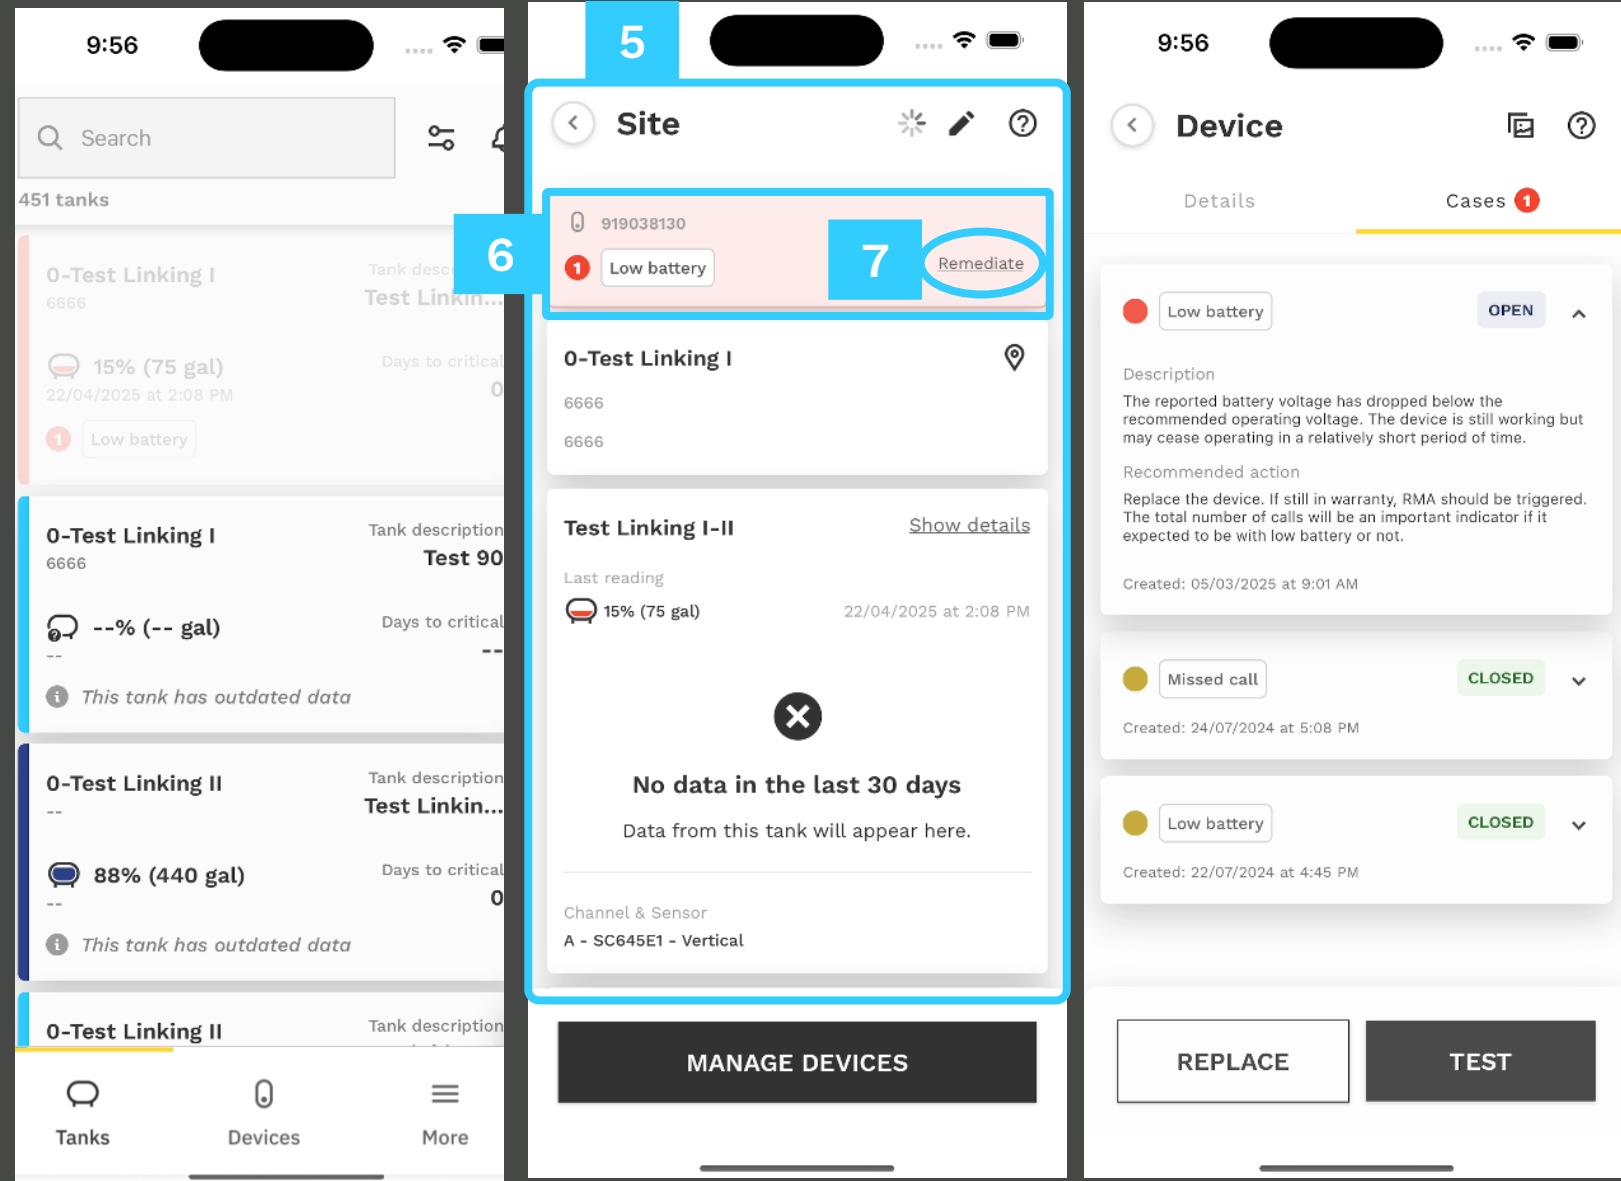 9:56
Search
451 tanks
0-Test Linking I
6666
Tank descr
Test Linkin...
15% (75 gal)
22/04/2025 at 2:08 PM
Days to critical
0
1 Low battery
0-Test Linking I
6666
Tank description
Test 90
--% (-- gal)
--
Days to critical
--
This tank has outdated data
0-Test Linking II
--
Tank description
Test Linkin...
88% (440 gal)
--
Days to critical
0
This tank has outdated data
0-Test Linking II
Tank description
Tanks
Devices
More
5
Site
6
919038130
1 Low battery
7
Remediate
0-Test Linking I
6666
6666
Test Linking I-II
Show details
Last reading
15% (75 gal)
22/04/2025 at 2:08 PM
No data in the last 30 days
Data from this tank will appear here.
Channel & Sensor
A - SC645E1 - Vertical
MANAGE DEVICES
9:56
Device
Details
Cases 1
Low battery
OPEN
Description
The reported battery voltage has dropped below the
recommended operating voltage. The device is still working but
may cease operating in a relatively short period of time.
Recommended action
Replace the device. If still in warranty, RMA should be triggered.
The total number of calls will be an important indicator if it
expected to be with low battery or not.
Created: 05/03/2025 at 9:01 AM
Missed call
CLOSED
Created: 24/07/2024 at 5:08 PM
Low battery
CLOSED
Created: 22/07/2024 at 4:45 PM
REPLACE
TEST